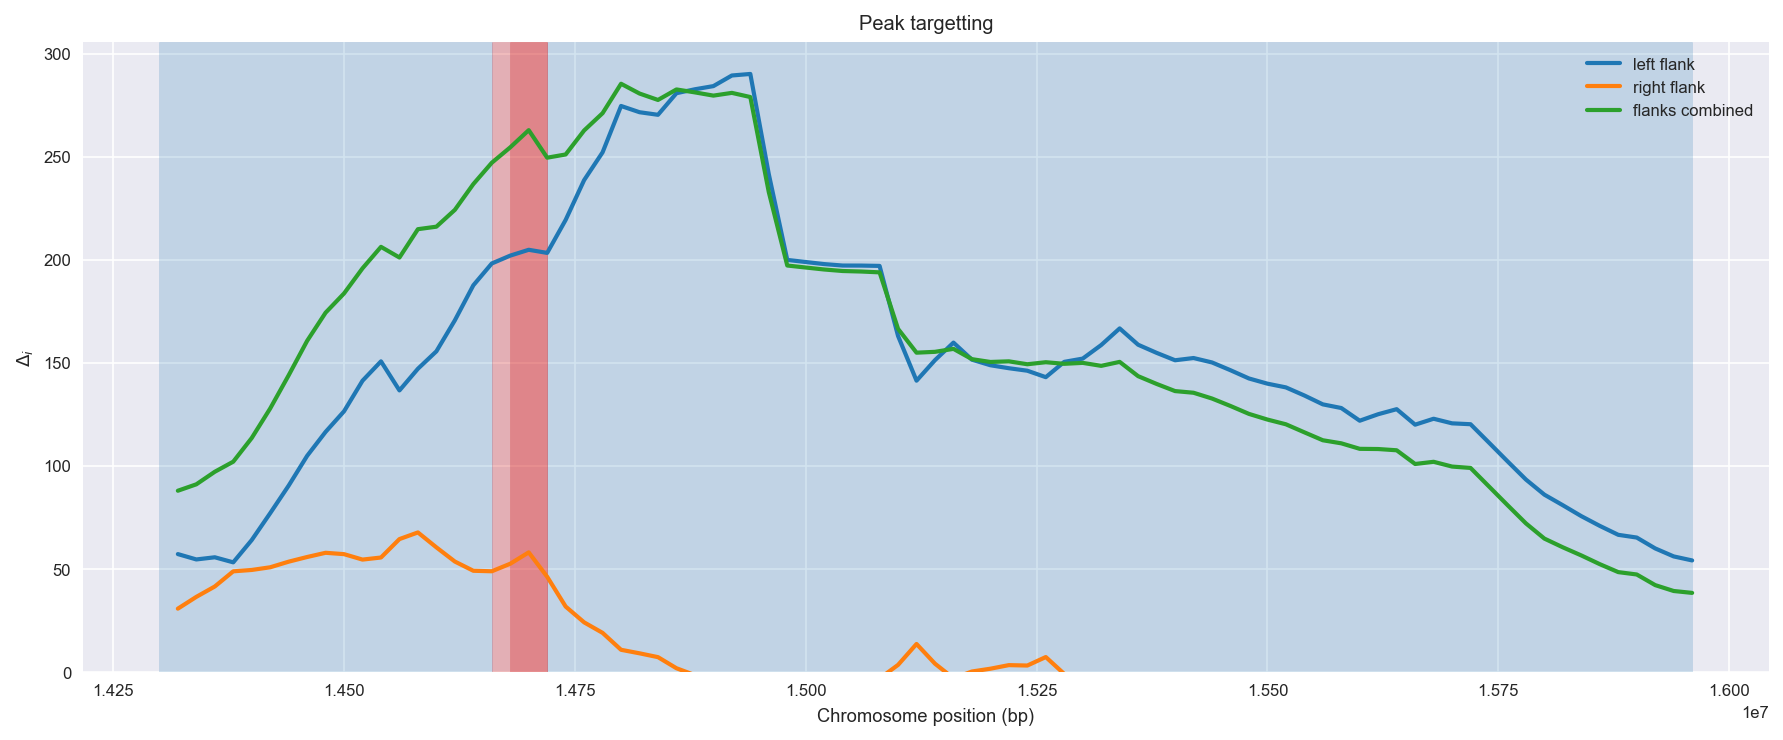 Peak targetting
300
250
200
150
100
50
0
Δi
left flank
right flank
flanks combined
1.425
1.450
1.475
1.500
1.525
1.550
1.575
1.600
1e7
Chromosome position (bp)